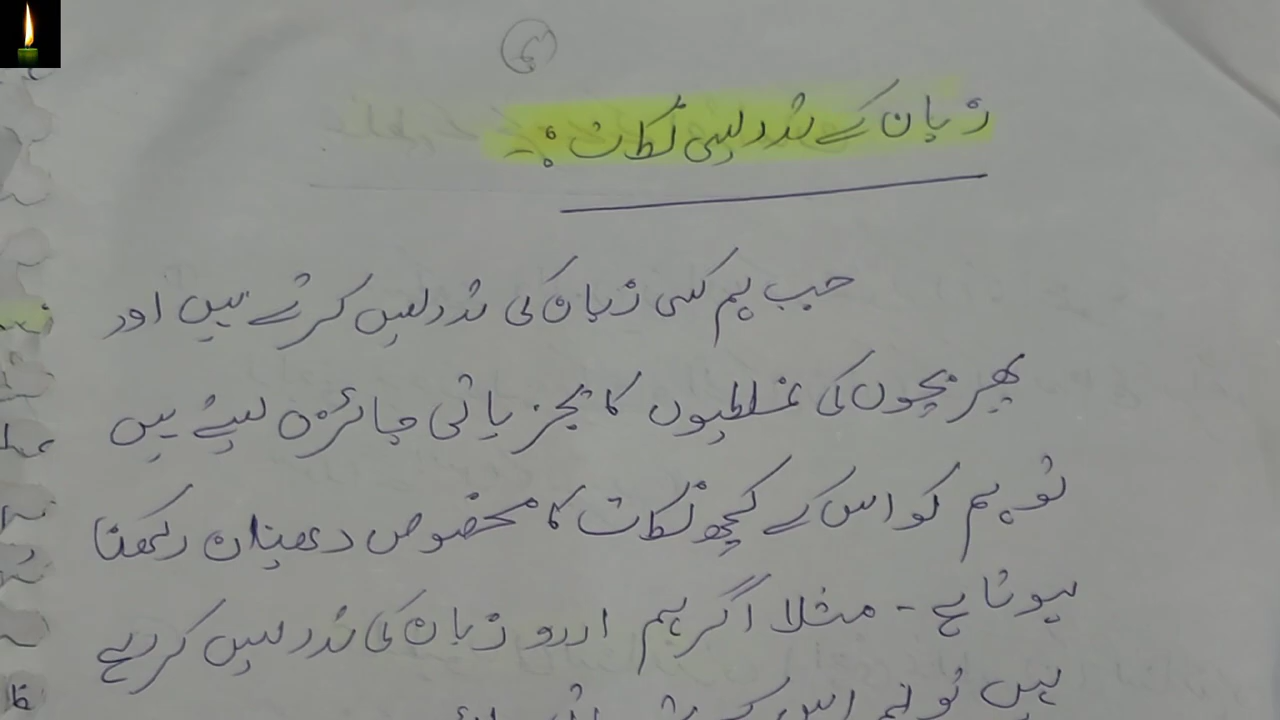 زبان کے تدریسی نکات :-
جب ہم کسی زبان کی تدریس کرتے ہیں اور
پھر بچوں کی غلطیوں کا تجزیاتی جائزہ لیتے ہیں
تو ہم کو اس کے کچھ نکات کا مخصوص دھیان رکھنا
ہوتا ہے - مثلا اگر ہم اردو زبان کی تدریس کر رہے
ہیں تو ہم اس کے